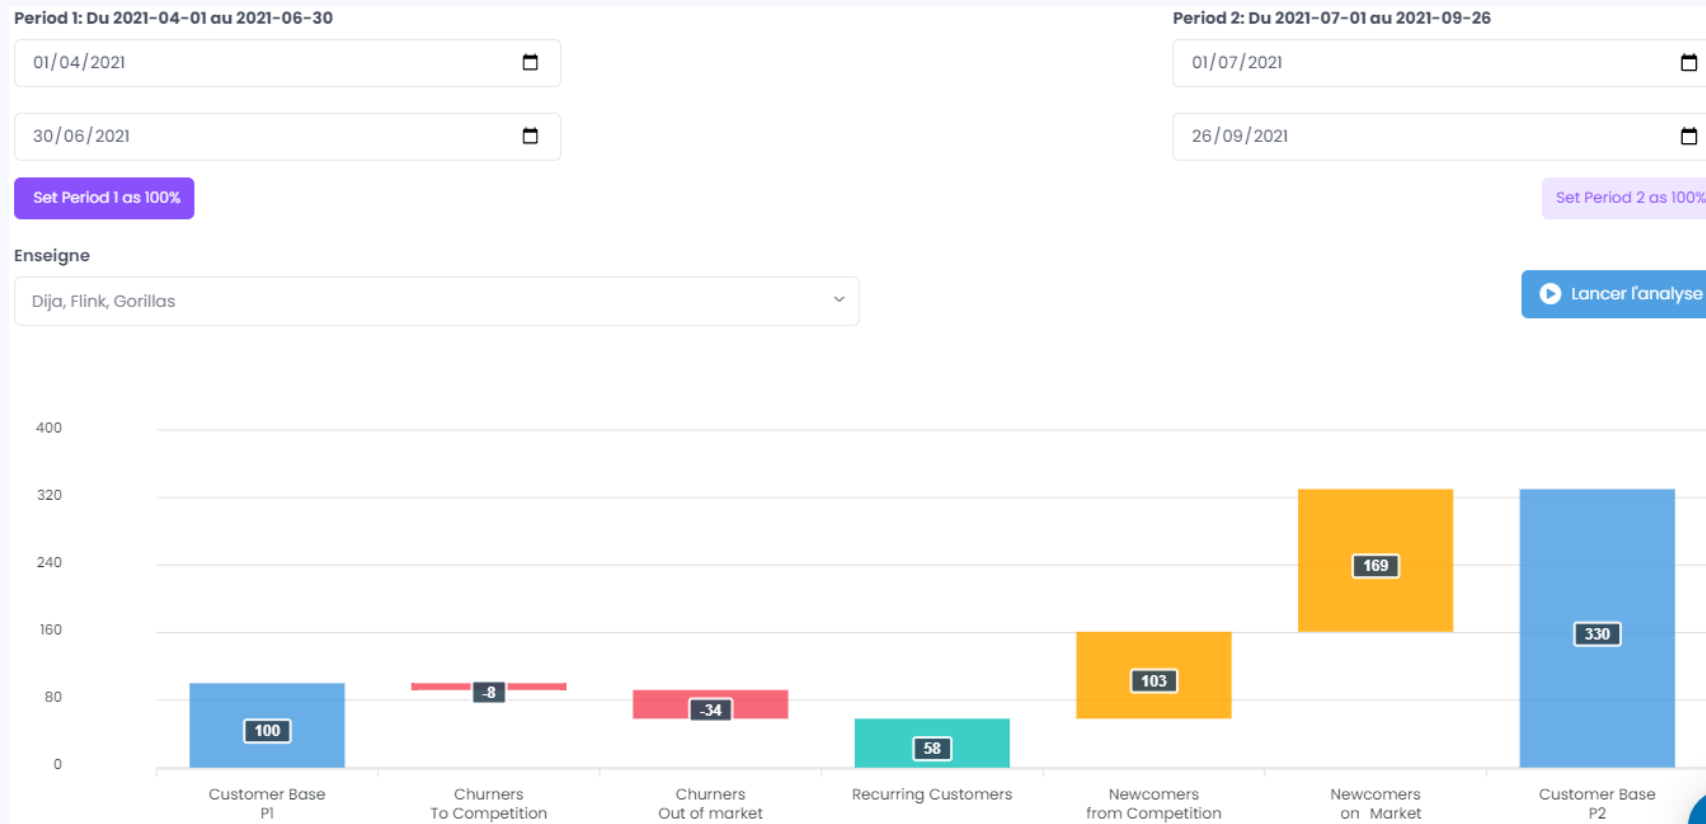 Period 1: Du 2021-04-01 au 2021-06-30
Period 2: Du 2021-07-01 au 2021-09-26
01/04/2021
01/07/2021
30/06/2021
26/09/2021
Set Period 1 as 100%
Set Period 2 as 100%
Enseigne
Dija, Flink, Gorillas
Lancer l'analyse
400
320
240
160
80
0
100
-8
-34
58
103
169
330
Customer Base
P1
Churners
To Competition
Churners
Out of market
Recurring Customers
Newcomers
from Competition
Newcomers
on Market
Customer Base
P2